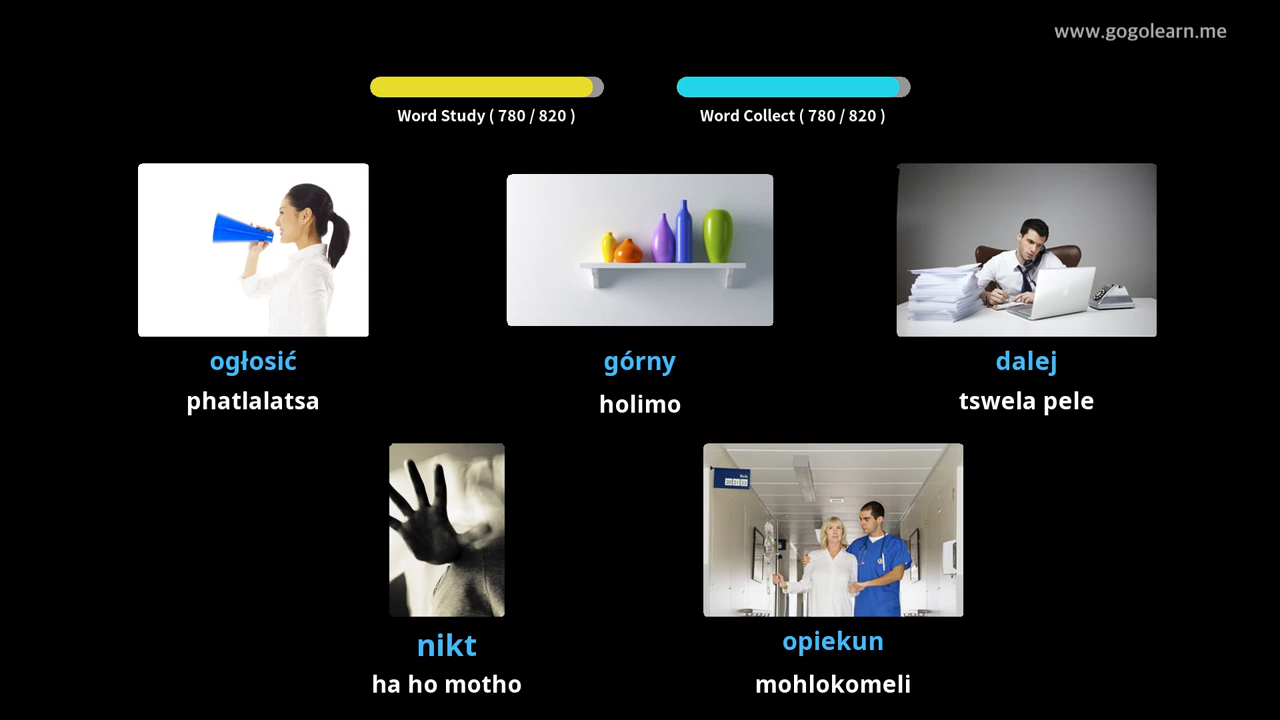 www.gogolearn.me
Word Study ( 780 / 820 )
Word Collect ( 780 / 820 )
ogłosić
phatlalatsa
górny
holimo
dalej
tswela pele
nikt
ha ho motho
opiekun
mohlokomeli